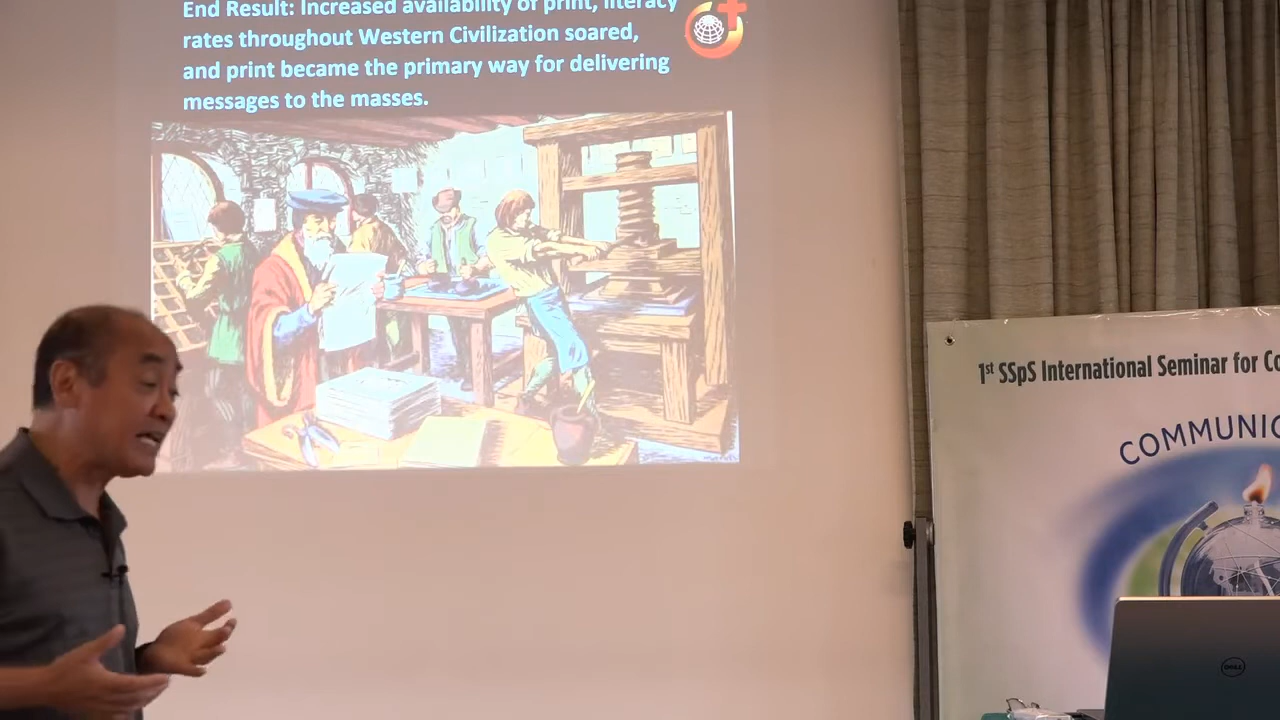 End Result: Increased availability of print, literacy
rates throughout Western Civilization soared,
and print became the primary way for delivering
messages to the masses.
1st SSpS International Seminar for Co
COMMUNIC
DELL